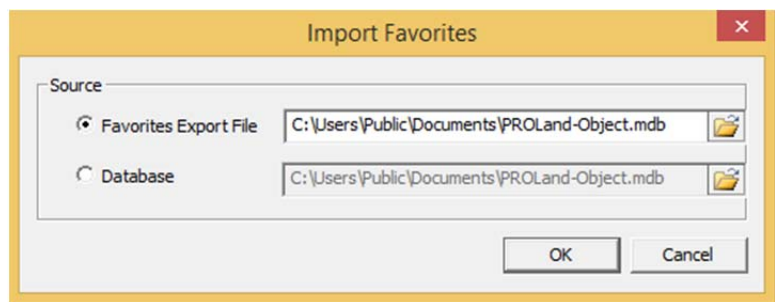 Import Favorites
Source
Favorites Export File C:\Users\Public\Documents\PROLand-Object.mdb
Database C:\Users\Public\Documents\PROLand-Object.mdb
OK Cancel